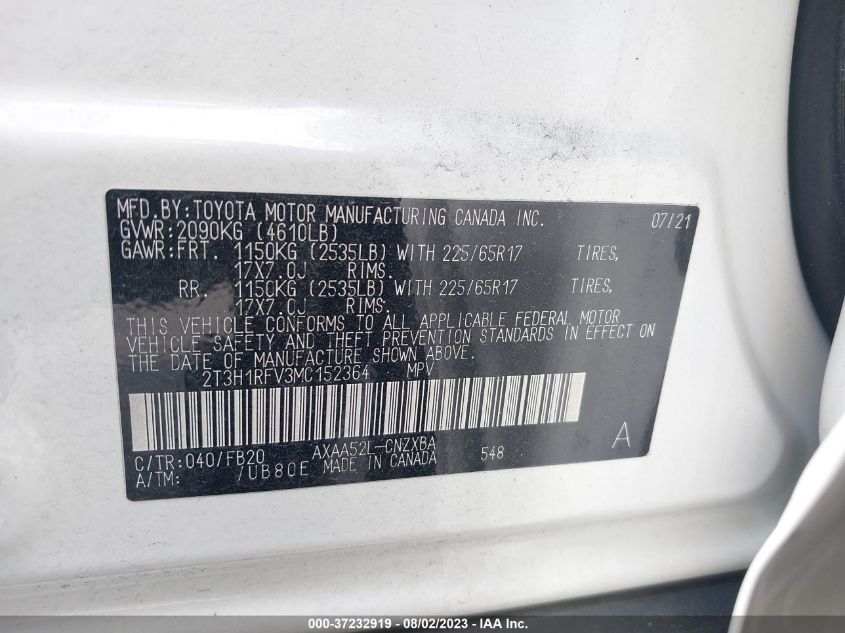 MFD.BY:TOYOTA MOTOR MANUFACTURING CANADA INC. 07/21
GVWR:2090KG (4610LB)
GAWR:FRT. 1150KG (2535LB) WITH 225/65R17 TIRES,
17X7.0J RIMS.
RR. 1150KG (2535LB) WITH 225/65R17 TIRES,
17X7.0J RIMS.
THIS VEHICLE CONFORMS TO ALL APPLICABLE FEDERAL MOTOR
VEHICLE SAFETY AND THEFT PREVENTION STANDARDS IN EFFECT ON
THE DATE OF MANUFACTURE SHOWN ABOVE.
2T3H1RFV3MC152364 MPV
C/TR:040/FB20 AXAA52L-CNZXBA 548 A
A/TM: /UB80E MADE IN CANADA
000-37232919 - 08/02/2023 - IAAI.com